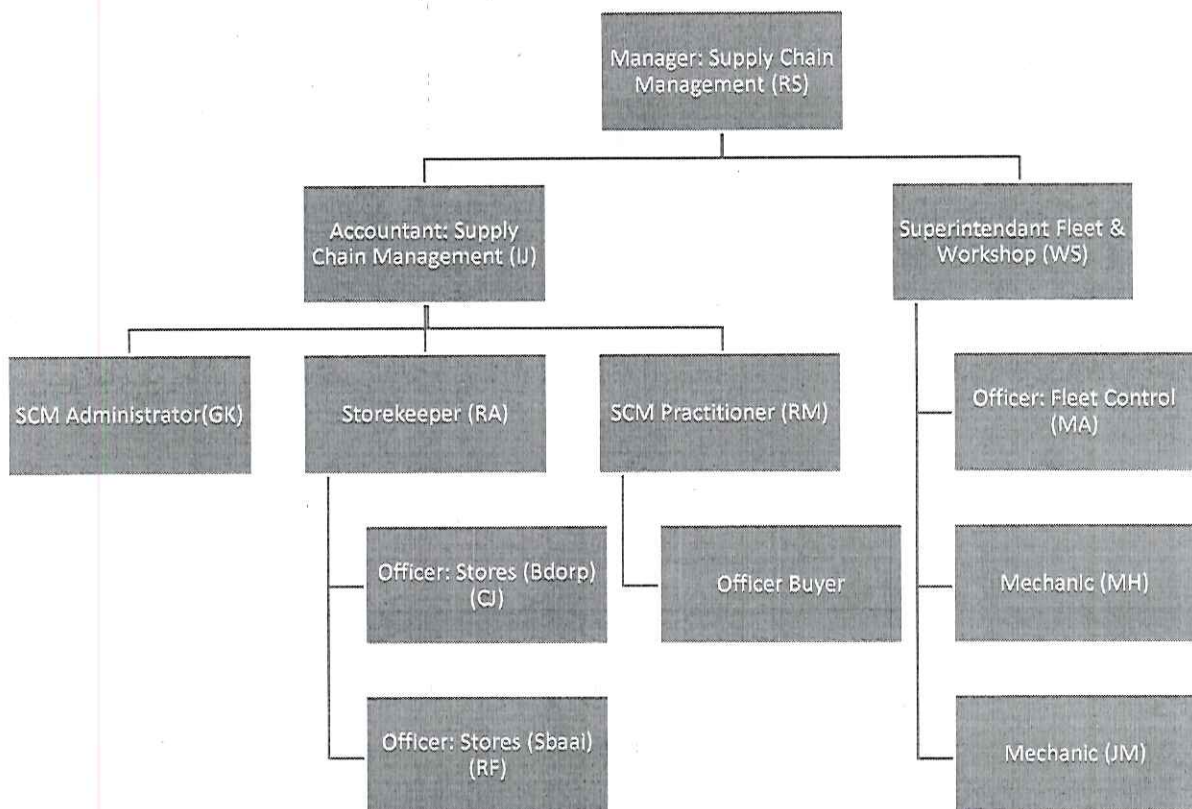 Manager: Supply Chain
Management (RS)
Accountant: Supply
Chain Management (IJ)
Superintendant Fleet &
Workshop (WS)
SCM Administrator(GK)
Storekeeper (RA)
SCM Practitioner (RM)
Officer: Fleet Control
(MA)
Officer: Stores (Bdorp)
(CJ)
Officer Buyer
Mechanic (MH)
Officer: Stores (Sbaai)
(RF)
Mechanic (JM)